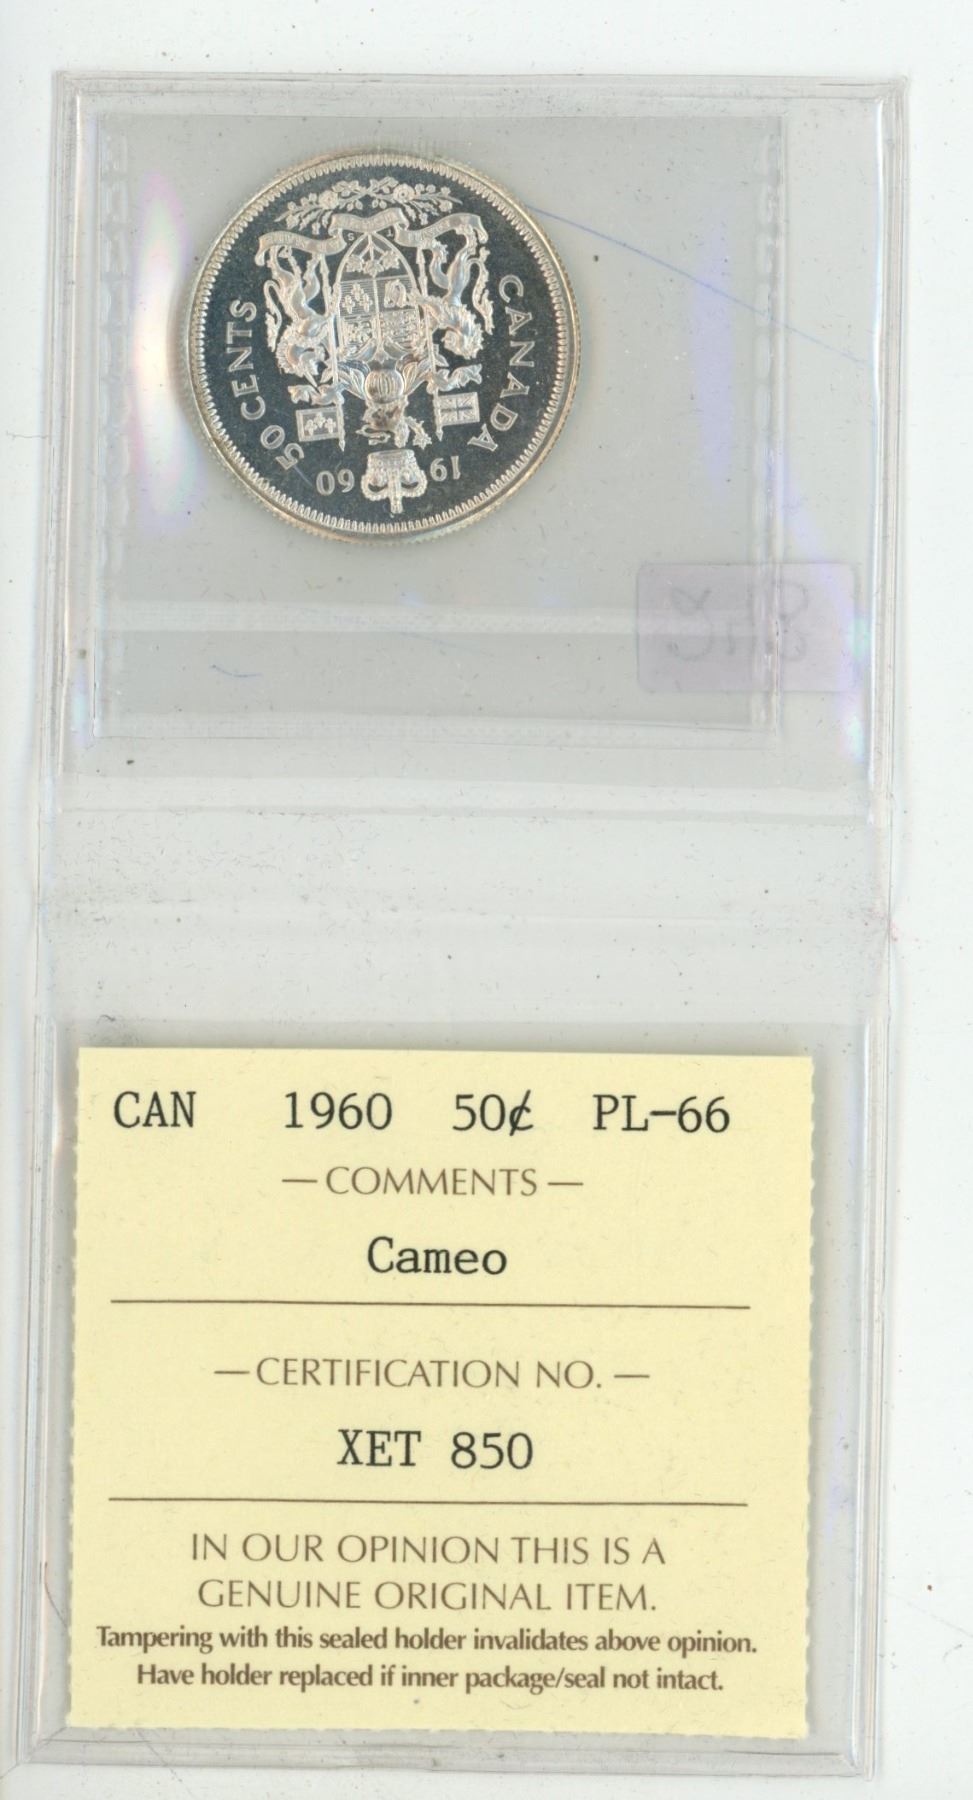 50 CENTS
CANADA
1960
CAN 1960 50¢ PL-66
— COMMENTS —
Cameo
— CERTIFICATION NO. —
XET 850
IN OUR OPINION THIS IS A
GENUINE ORIGINAL ITEM.
Tampering with this sealed holder invalidates above opinion.
Have holder replaced if inner package/seal not intact.